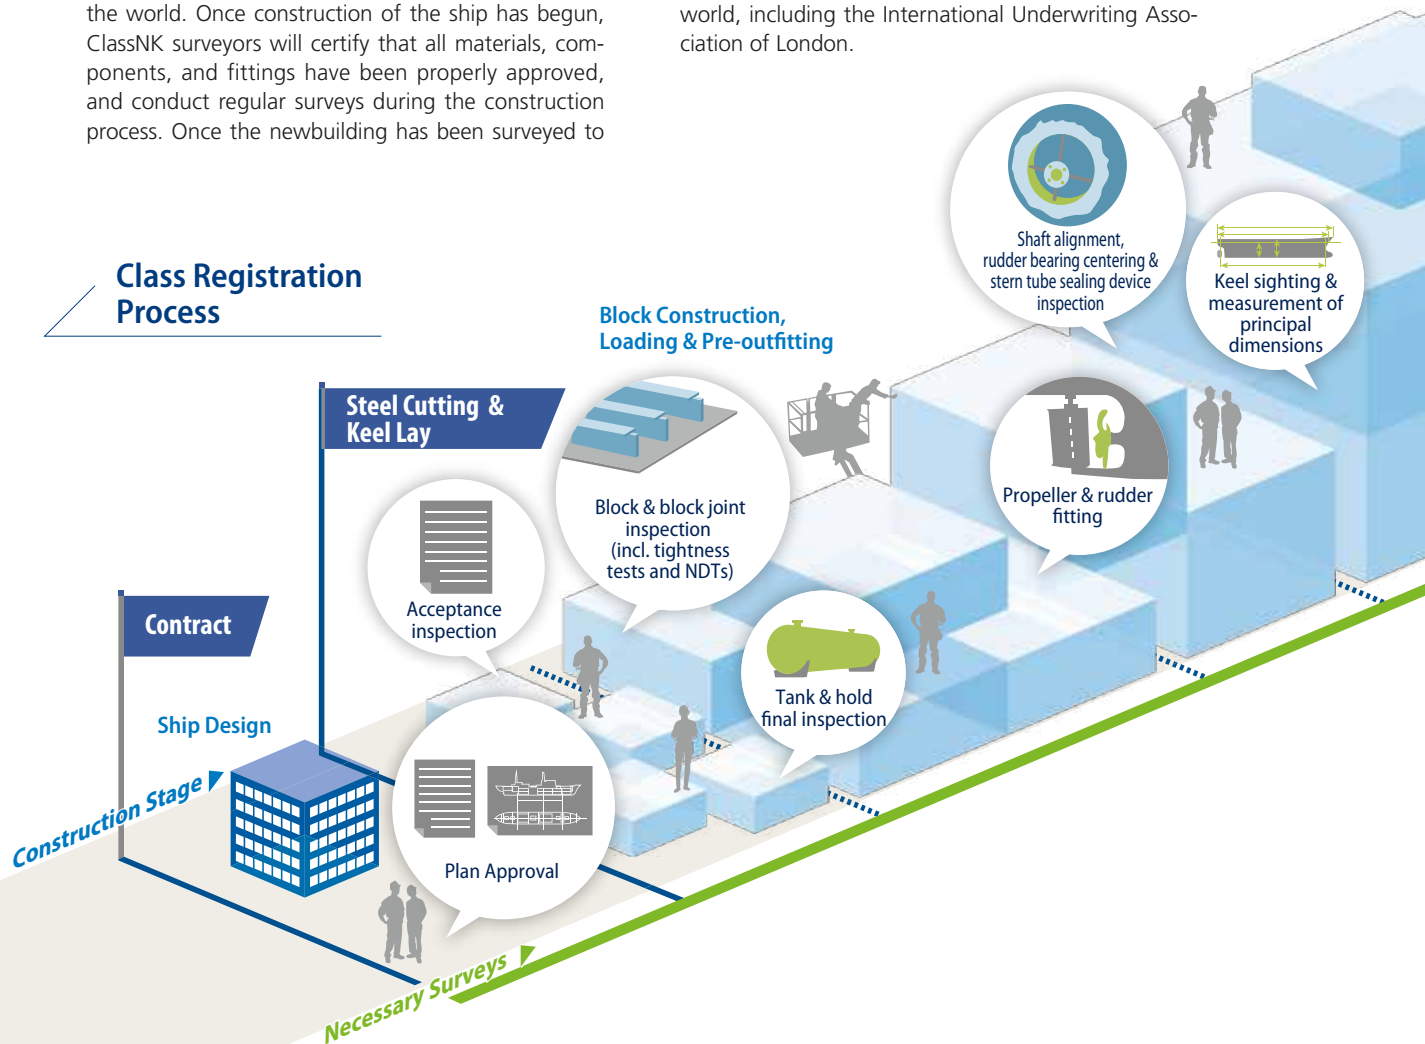 the world. Once construction of the ship has begun,
ClassNK surveyors will certify that all materials, com-
ponents, and fittings have been properly approved,
and conduct regular surveys during the construction
process. Once the newbuilding has been surveyed to
world, including the International Underwriting Asso-
ciation of London.
Class Registration
Process
Contract
Ship Design
Construction Stage
Plan Approval
Necessary Surveys
Steel Cutting &
Keel Lay
Acceptance
inspection
Block Construction,
Loading & Pre-outfitting
Block & block joint
inspection
(incl. tightness
tests and NDTs)
Tank & hold
final inspection
Propeller & rudder
fitting
Shaft alignment,
rudder bearing centering &
stern tube sealing device
inspection
Keel sighting &
measurement of
principal
dimensions